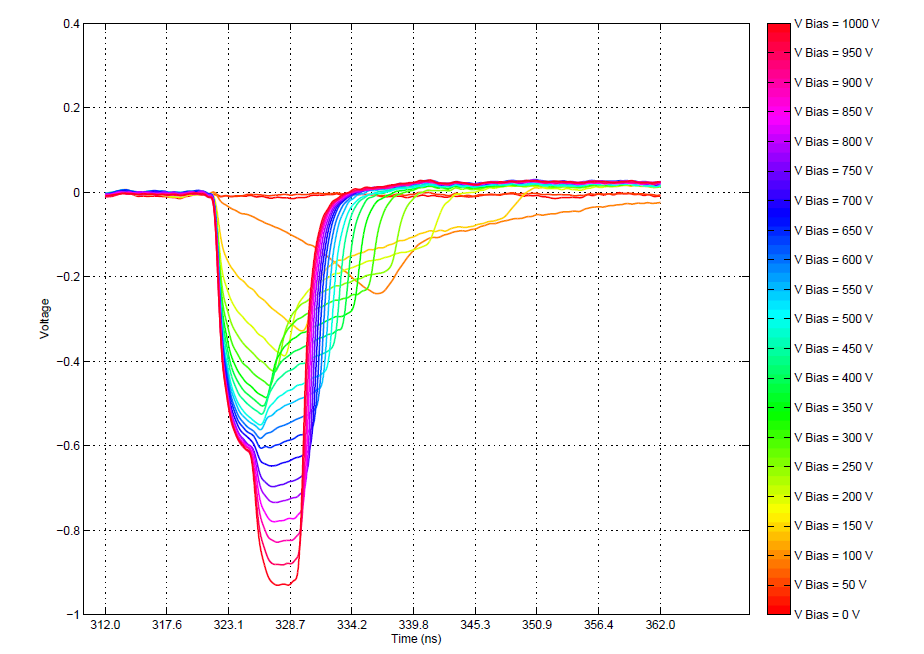 0.4
0.2
0
−0.2
−0.4
−0.6
−0.8
−1
Voltage
312.0 317.6 323.1 328.7 334.2 339.8 345.3 350.9 356.4 362.0
Time (ns)
V Bias = 1000 V
V Bias = 950 V
V Bias = 900 V
V Bias = 850 V
V Bias = 800 V
V Bias = 750 V
V Bias = 700 V
V Bias = 650 V
V Bias = 600 V
V Bias = 550 V
V Bias = 500 V
V Bias = 450 V
V Bias = 400 V
V Bias = 350 V
V Bias = 300 V
V Bias = 250 V
V Bias = 200 V
V Bias = 150 V
V Bias = 100 V
V Bias = 50 V
V Bias = 0 V